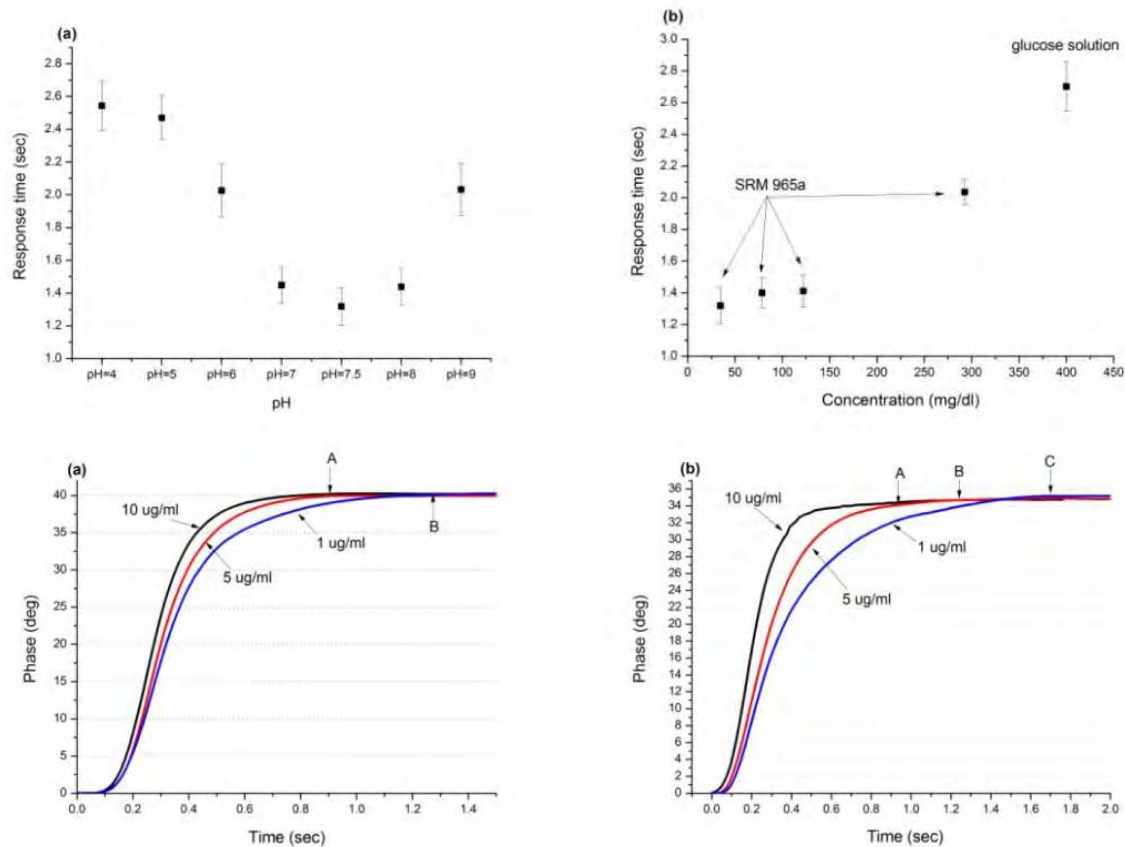 (a)
Response time (sec)
2.8
2.6
2.4
2.2
2.0
1.8
1.6
1.4
1.2
1.0
pH=4 pH=5 pH=6 pH=7 pH=7.5 pH=8 pH=9
pH
(b)
Response time (sec)
3.0
2.8
2.6
2.4
2.2
2.0
1.8
1.6
1.4
1.2
1.0
glucose solution
SRM 965a
0 50 100 150 200 250 300 350 400 450
Concentration (mg/dl)
(a)
Phase (deg)
40
35
30
25
20
15
10
5
0
A
10 ug/ml
B
1 ug/ml
5 ug/ml
0.0 0.2 0.4 0.6 0.8 1.0 1.2 1.4
Time (sec)
(b)
Phase (deg)
36
34
32
30
28
26
24
22
20
18
16
14
12
10
8
6
4
2
0
A B C
10 ug/ml
1 ug/ml
5 ug/ml
0.0 0.2 0.4 0.6 0.8 1.0 1.2 1.4 1.6 1.8 2.0
Time (sec)